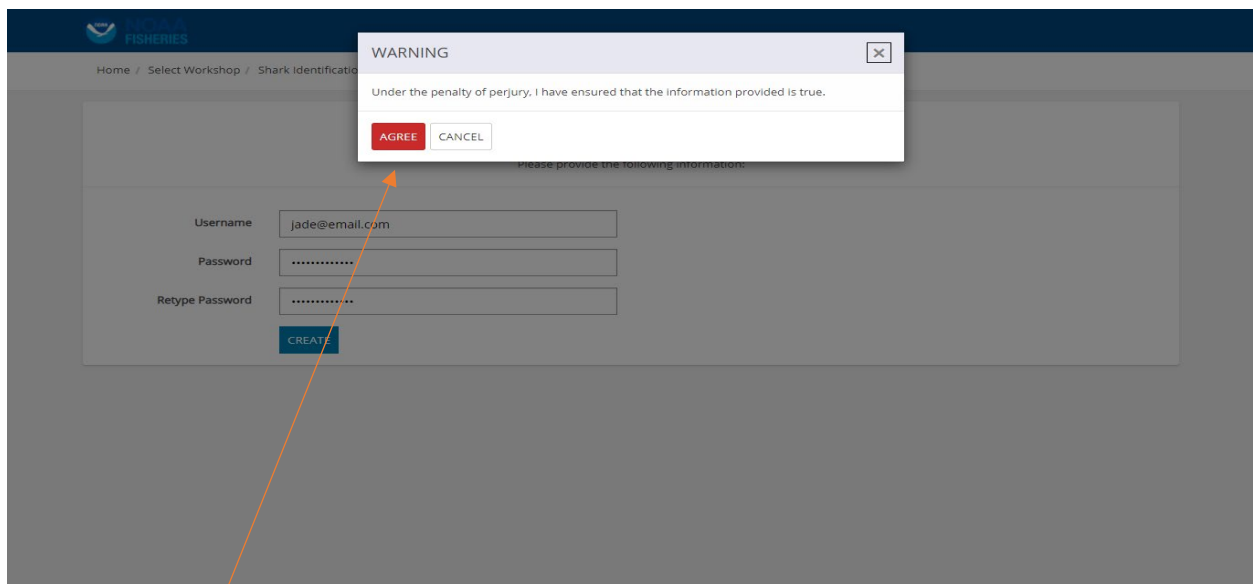 NOAA
FISHERIES
WARNING
Home / Select Workshop / Shark Identificatio
Under the penalty of perjury, I have ensured that the information provided is true.
AGREE CANCEL
Please provide the following information:
Username jade@email.com
Password •••••••••••••
Retype Password •••••••••••••
CREATE